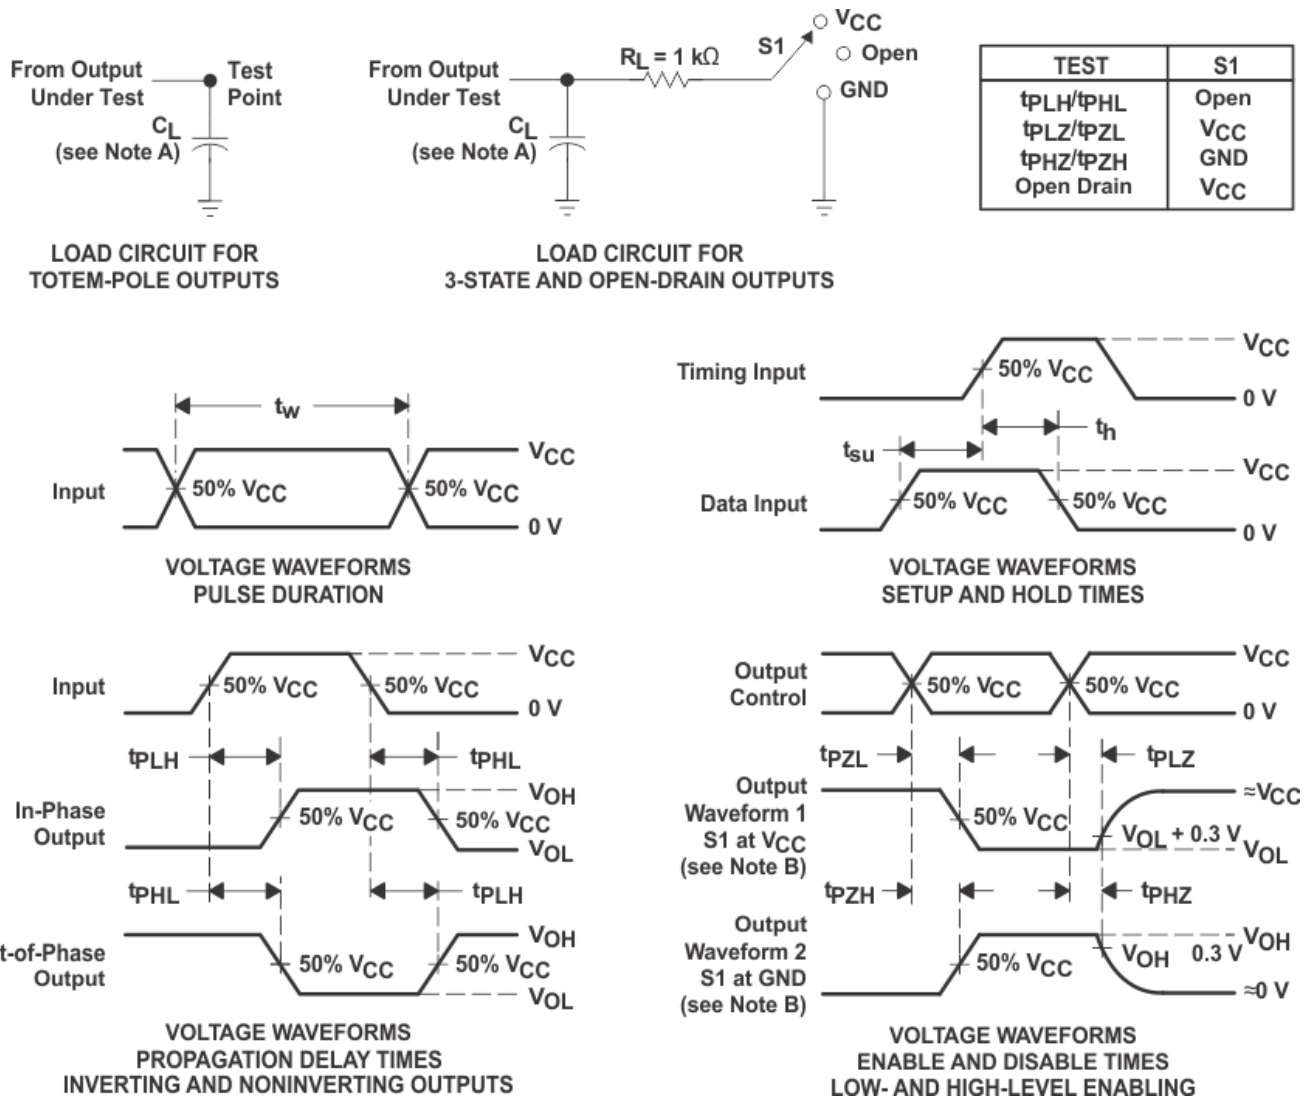 From Output
Under Test
Test
Point
CL
(see Note A)
LOAD CIRCUIT FOR
TOTEM-POLE OUTPUTS
From Output
Under Test
RL = 1 kΩ
S1
VCC
Open
GND
CL
(see Note A)
LOAD CIRCUIT FOR
3-STATE AND OPEN-DRAIN OUTPUTS
TEST S1
tPLH/tPHL Open
tPLZ/tPZL VCC
tPHZ/tPZH GND
Open Drain VCC
tw
Input
50% VCC
50% VCC
VCC
0 V
VOLTAGE WAVEFORMS
PULSE DURATION
Timing Input
50% VCC
VCC
0 V
th
tsu
Data Input
50% VCC
50% VCC
VCC
0 V
VOLTAGE WAVEFORMS
SETUP AND HOLD TIMES
Input
50% VCC
50% VCC
VCC
0 V
tPLH
tPHL
In-Phase
Output
50% VCC
50% VCC
VOH
VOL
tPHL
tPLH
t-of-Phase
Output
50% VCC
50% VCC
VOH
VOL
VOLTAGE WAVEFORMS
PROPAGATION DELAY TIMES
INVERTING AND NONINVERTING OUTPUTS
Output
Control
50% VCC
50% VCC
VCC
0 V
tPZL
tPLZ
Output
Waveform 1
S1 at VCC
(see Note B)
50% VCC
VOL + 0.3 V
≈VCC
VOL
tPZH
tPHZ
Output
Waveform 2
S1 at GND
(see Note B)
50% VCC
VOH 0.3 V
VOH
≈0 V
VOLTAGE WAVEFORMS
ENABLE AND DISABLE TIMES
LOW- AND HIGH-LEVEL ENABLING